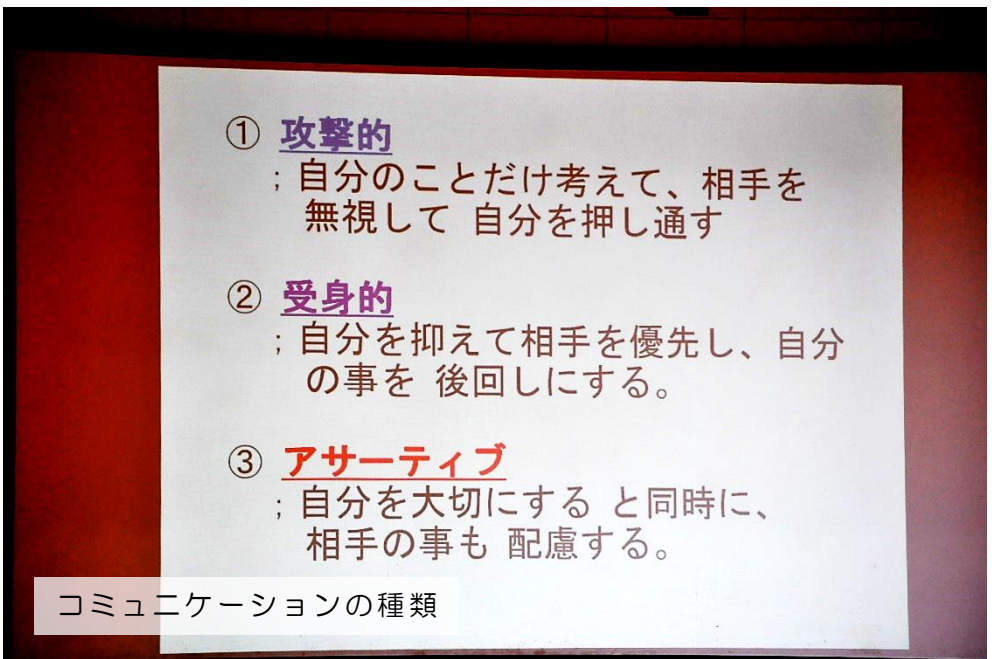 ① 攻撃的
；自分のことだけ考えて、相手を
無視して 自分を押し通す
② 受身的
；自分を抑えて相手を優先し、自分
の事を 後回しにする。
③ アサーティブ
；自分を大切にする と同時に、
相手の事も 配慮する。
コミュニケーションの種類